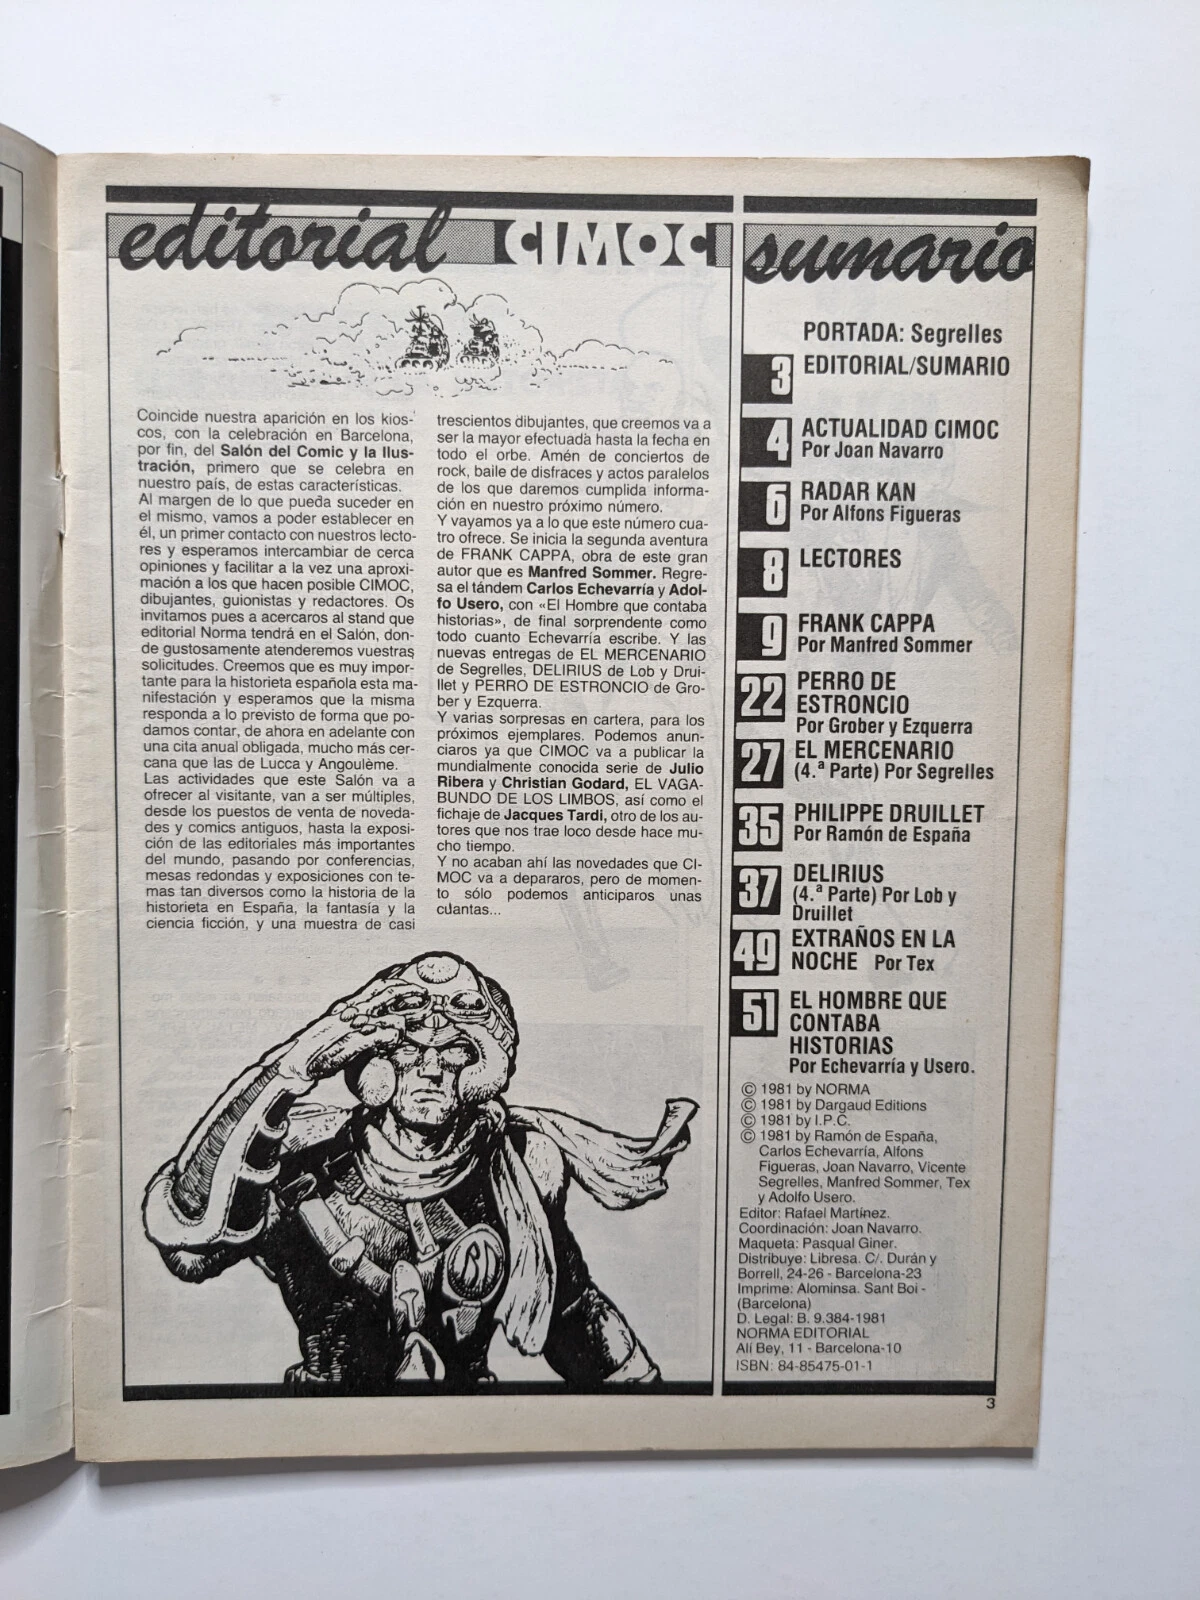 editorial CIMOC
Coincide nuestra aparición en los kios-
cos, con la celebración en Barcelona,
por fin, del Salón del Comic y la Ilus-
tración, primero que se celebra en
nuestro país, de estas características.
Al margen de lo que pueda suceder en
el mismo, vamos a poder establecer en
él, un primer contacto con nuestros lecto-
res y esperamos intercambiar de cerca
opiniones y facilitar a la vez una aproxi-
mación a los que hacen posible CIMOC,
dibujantes, guionistas y redactores. Os
invitamos pues a acercaros al stand que
editorial Norma tendrá en el Salón, don-
de gustosamente atenderemos vuestras
solicitudes. Creemos que es muy impor-
tante para la historieta española esta ma-
nifestación y esperamos que la misma
responda a lo previsto de forma que po-
damos contar, de ahora en adelante con
una cita anual obligada, mucho más cer-
cana que las de Lucca y Angoulème.
Las actividades que este Salón va a
ofrecer al visitante, van a ser múltiples,
desde los puestos de venta de noveda-
des y comics antiguos, hasta la exposi-
ción de las editoriales más importantes
del mundo, pasando por conferencias,
mesas redondas y exposiciones con te-
mas tan diversos como la historia de la
historieta en España, la fantasía y la
ciencia ficción, y una muestra de casi
trescientos dibujantes, que creemos va a
ser la mayor efectuada hasta la fecha en
todo el orbe. Amén de conciertos de
rock, baile de disfraces y actos paralelos
de los que daremos cumplida informa-
ción en nuestro próximo número.
Y vayamos ya a lo que este número cua-
tro ofrece. Se inicia la segunda aventura
de FRANK CAPPA, obra de este gran
autor que es Manfred Sommer. Regre-
sa el tándem Carlos Echevarría y Adol-
fo Usero, con «El Hombre que contaba
historias», de final sorprendente como
todo cuanto Echevarría escribe. Y las
nuevas entregas de EL MERCENARIO
de Segrelles, DELIRIUS de Lob y Drui-
llet y PERRO DE ESTRONCIO de Gro-
ber y Ezquerra.
Y varias sorpresas en cartera, para los
próximos ejemplares. Podemos anun-
ciaros ya que CIMOC va a publicar la
mundialmente conocida serie de Julio
Ribera y Christian Godard, EL VAGA-
BUNDO DE LOS LIMBOS, así como el
fichaje de Jacques Tardi, otro de los au-
tores que nos trae loco desde hace mu-
cho tiempo.
Y no acaban ahí las novedades que CI-
MOC va a depararos, pero de momen-
to sólo podemos anticiparos unas
cuantas...
sumario
PORTADA: Segrelles
3 EDITORIAL/SUMARIO
4 ACTUALIDAD CIMOC
Por Joan Navarro
6 RADAR KAN
Por Alfons Figueras
8 LECTORES
9 FRANK CAPPA
Por Manfred Sommer
22 PERRO DE
ESTRONCIO
Por Grober y Ezquerra
27 EL MERCENARIO
(4.ª Parte) Por Segrelles
35 PHILIPPE DRUILLET
Por Ramón de España
37 DELIRIUS
(4.ª Parte) Por Lob y
Druillet
49 EXTRAÑOS EN LA
NOCHE Por Tex
51 EL HOMBRE QUE
CONTABA
HISTORIAS
Por Echevarría y Usero.
© 1981 by NORMA
© 1981 by Dargaud Editions
© 1981 by I.P.C.
© 1981 by Ramón de España,
Carlos Echevarría, Alfons
Figueras, Joan Navarro, Vicente
Segrelles, Manfred Sommer, Tex
y Adolfo Usero.
Editor: Rafael Martínez.
Coordinación: Joan Navarro.
Maqueta: Pasqual Giner.
Distribuye: Libresa. C/. Durán y
Borrell, 24-26 - Barcelona-23
Imprime: Alominsa. Sant Boi -
(Barcelona)
D. Legal: B. 9.384-1981
NORMA EDITORIAL
Alí Bey, 11 - Barcelona-10
ISBN: 84-85475-01-1
3